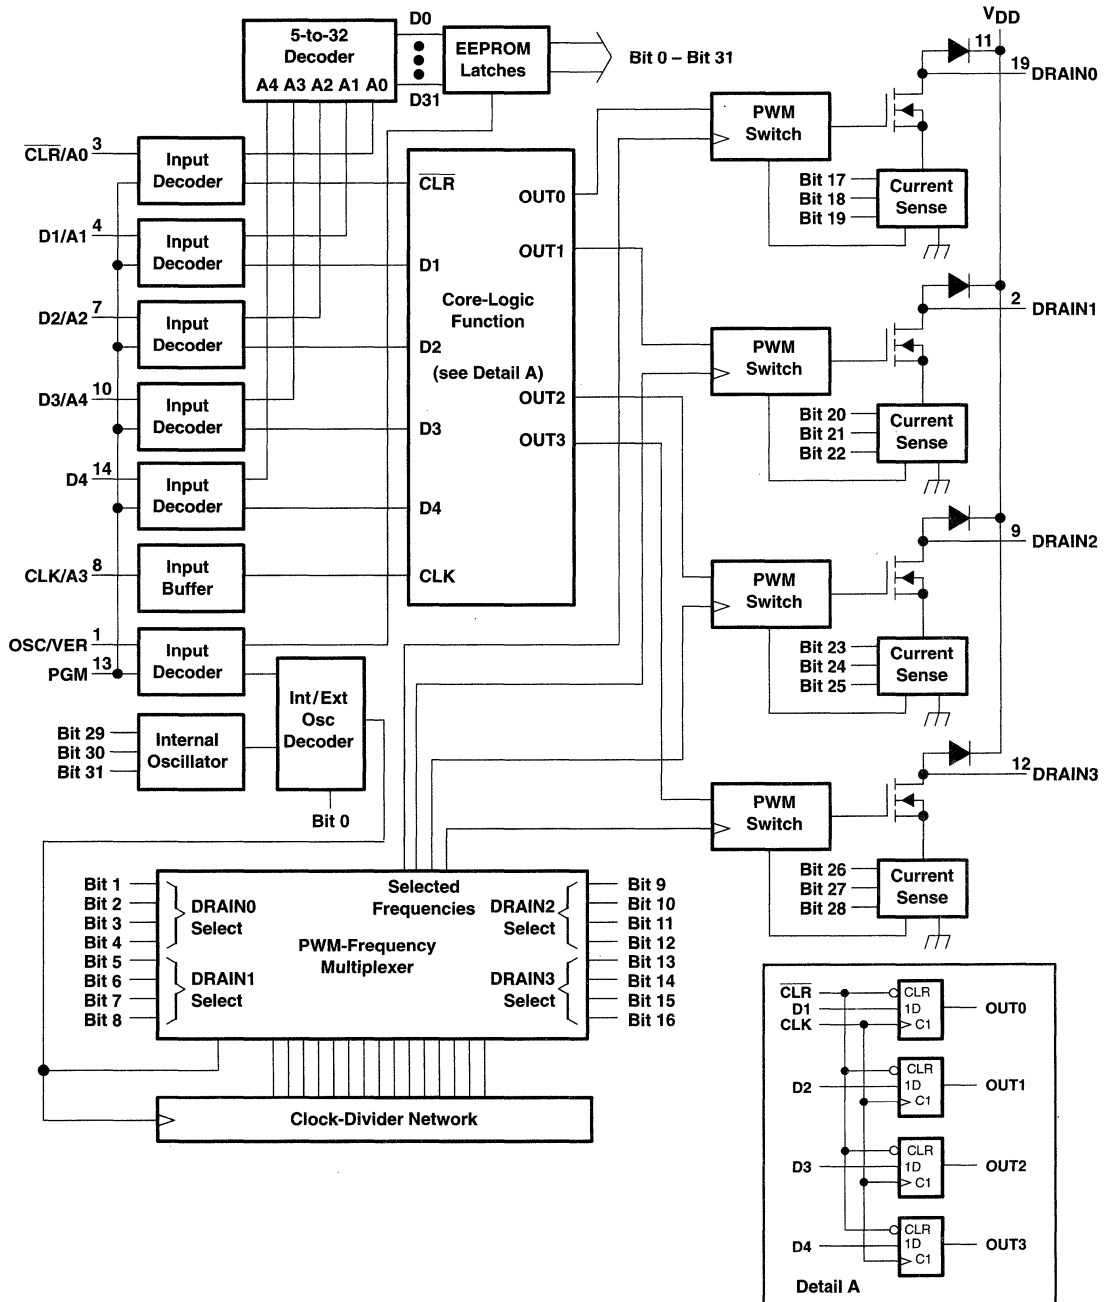 5-to-32
Decoder
A4 A3 A2 A1 A0
D0
D31
EEPROM
Latches
Bit 0 – Bit 31
VDD
11
19
DRAIN0
PWM
Switch
Bit 17
Bit 18
Bit 19
Current
Sense
CLR/A0
3
Input
Decoder
D1/A1
4
Input
Decoder
D2/A2
7
Input
Decoder
D3/A4
10
Input
Decoder
D4
14
Input
Decoder
CLK/A3
8
Input
Buffer
OSC/VER
1
PGM
13
Input
Decoder
CLR
D1
D2
D3
D4
CLK
Core-Logic
Function
(see Detail A)
OUT0
OUT1
OUT2
OUT3
2
DRAIN1
PWM
Switch
Bit 20
Bit 21
Bit 22
Current
Sense
9
DRAIN2
PWM
Switch
Bit 23
Bit 24
Bit 25
Current
Sense
12
DRAIN3
PWM
Switch
Bit 26
Bit 27
Bit 28
Current
Sense
Bit 29
Bit 30
Bit 31
Internal
Oscillator
Int/Ext
Osc
Decoder
Bit 0
Bit 1
Bit 2
Bit 3
Bit 4
Bit 5
Bit 6
Bit 7
Bit 8
DRAIN0
Select
DRAIN1
Select
Selected
Frequencies
PWM-Frequency
Multiplexer
DRAIN2
Select
DRAIN3
Select
Bit 9
Bit 10
Bit 11
Bit 12
Bit 13
Bit 14
Bit 15
Bit 16
Clock-Divider Network
CLR
D1
CLK
CLR
1D
C1
OUT0
D2
CLR
1D
C1
OUT1
D3
CLR
1D
C1
OUT2
D4
CLR
1D
C1
OUT3
Detail A